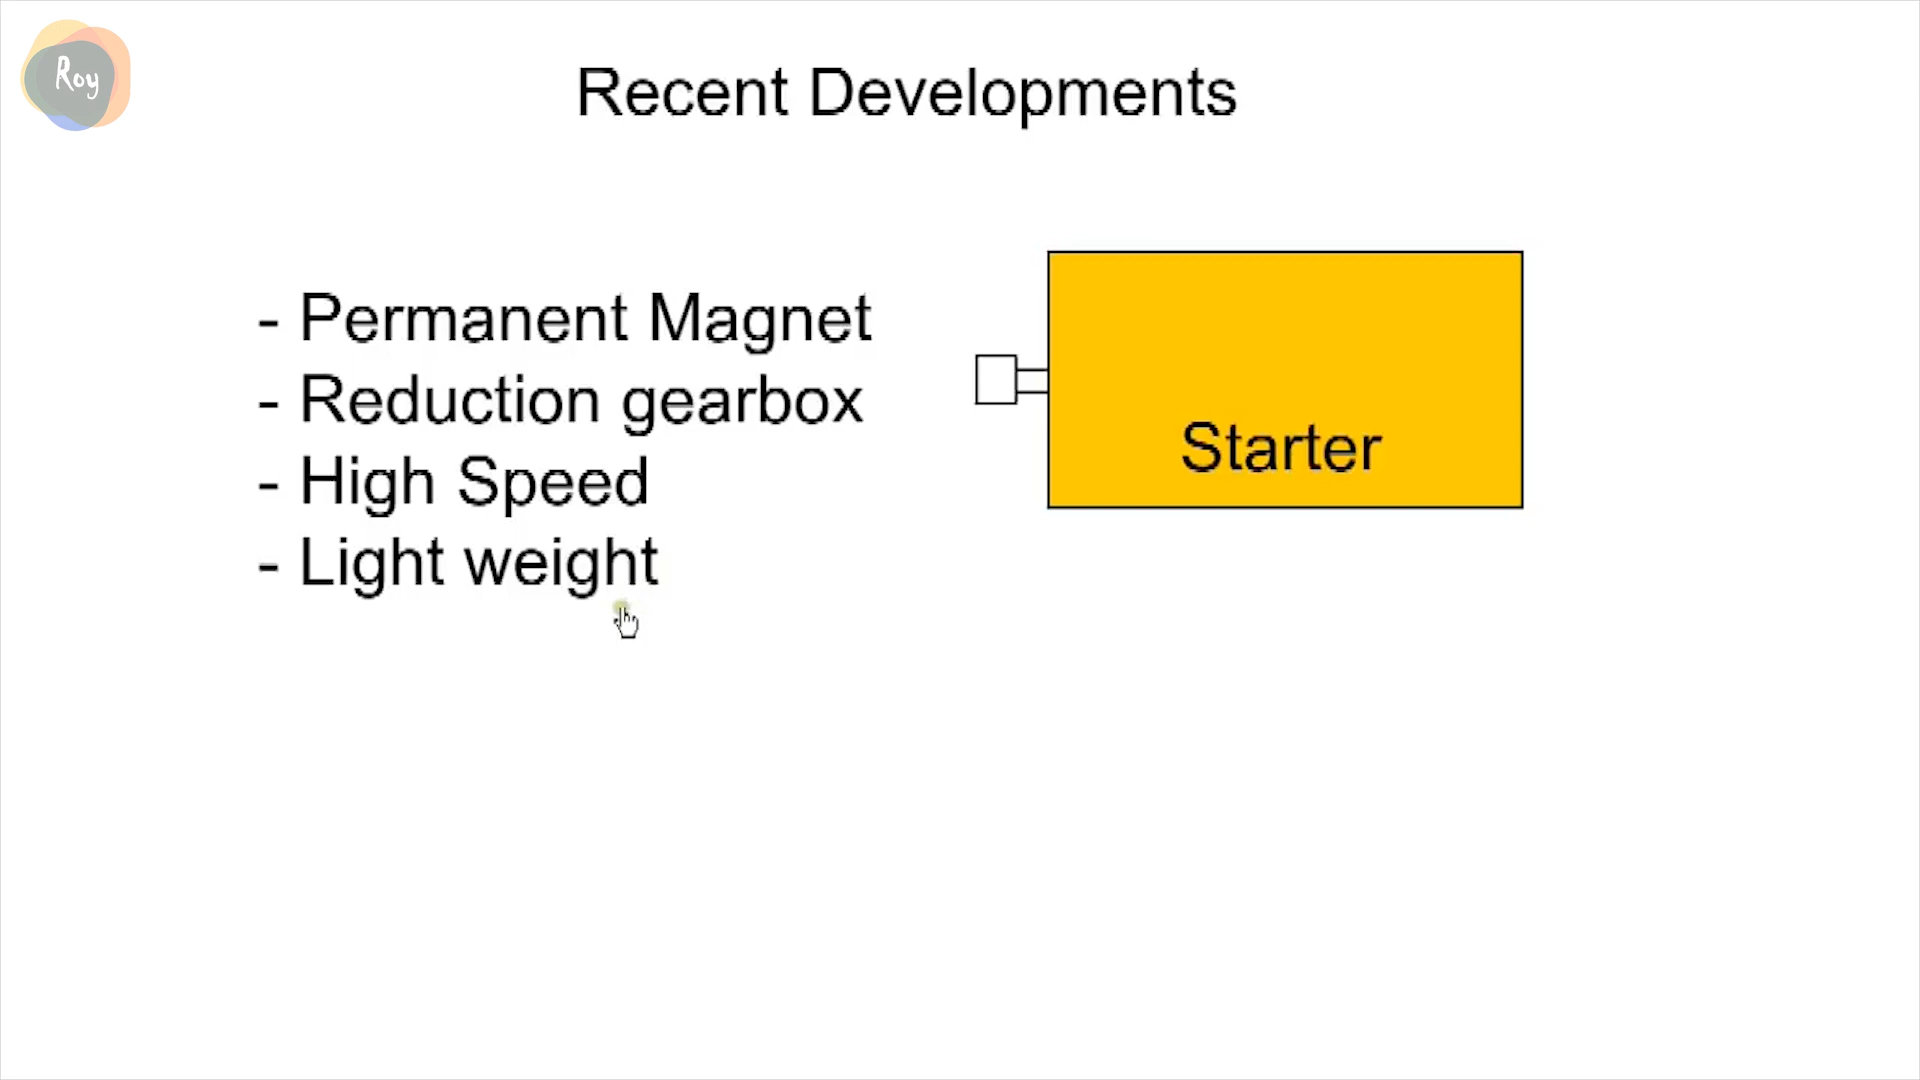 Roy
Recent Developments
- Permanent Magnet
- Reduction gearbox
- High Speed
- Light weight
Starter